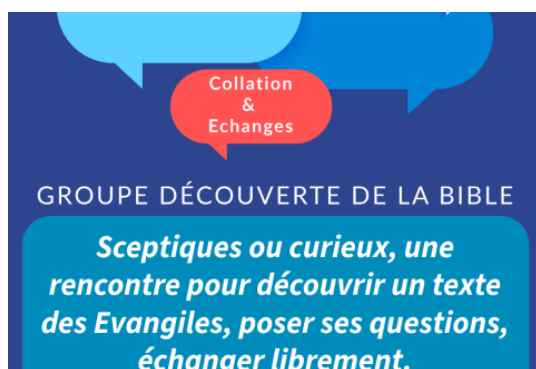 Collation
&
Echanges
GROUPE DÉCOUVERTE DE LA BIBLE
Sceptiques ou curieux, une
rencontre pour découvrir un texte
des Evangiles, poser ses questions,
échanger librement.